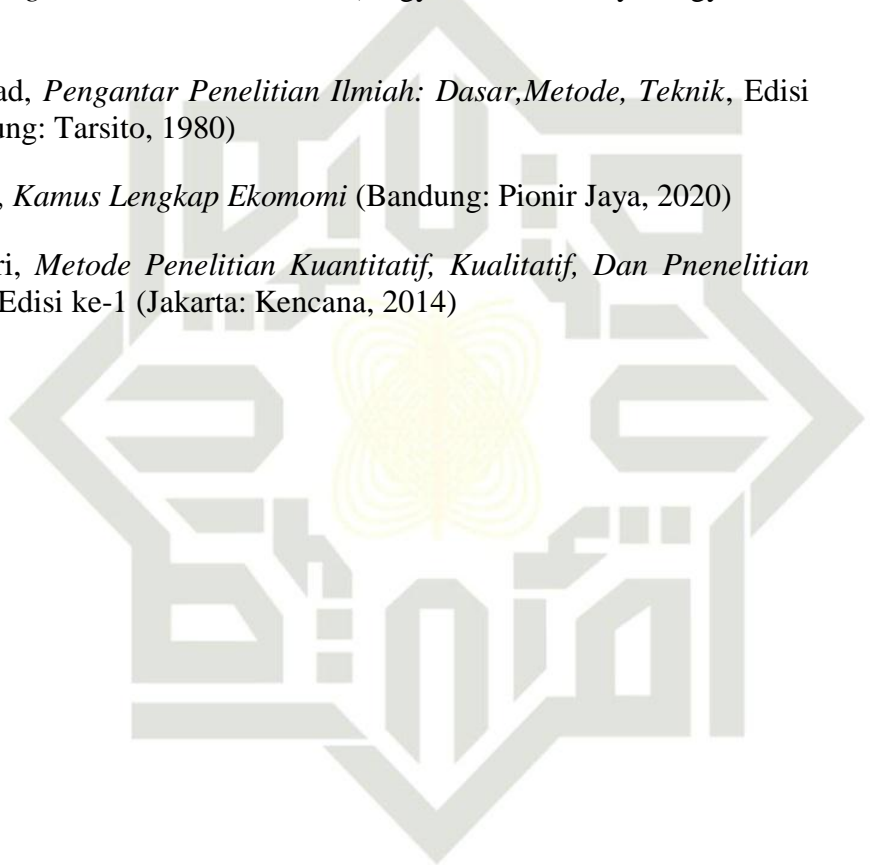 ad, Pengantar Penelitian Ilmiah: Dasar,Metode, Teknik, Edisi
ung: Tarsito, 1980)
, Kamus Lengkap Ekomomi (Bandung: Pionir Jaya, 2020)
ri, Metode Penelitian Kuantitatif, Kualitatif, Dan Pnenelitian
Edisi ke-1 (Jakarta: Kencana, 2014)